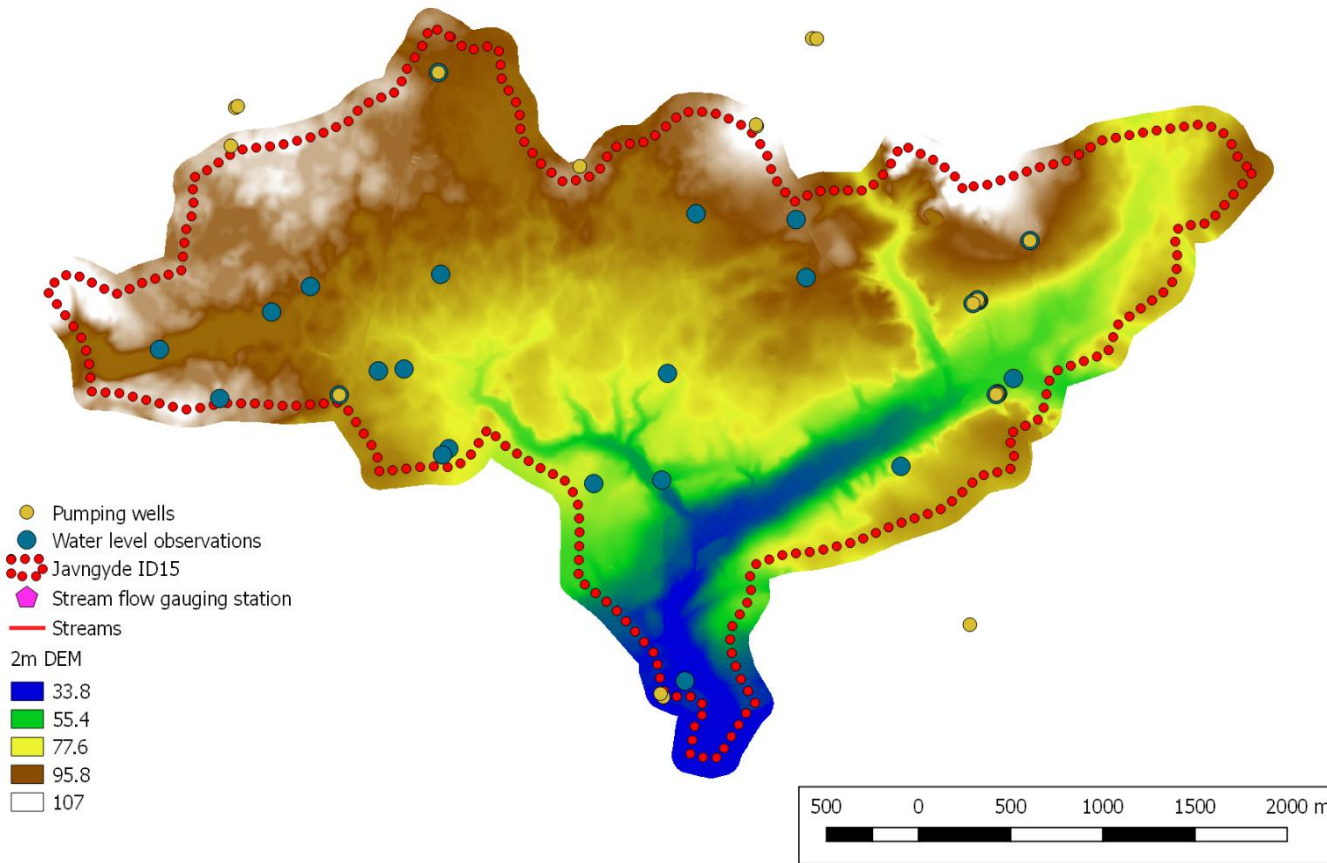 Pumping wells
Water level observations
Javngyde ID15
Stream flow gauging station
Streams
2m DEM
33.8
55.4
77.6
95.8
107
500 0 500 1000 1500 2000 m